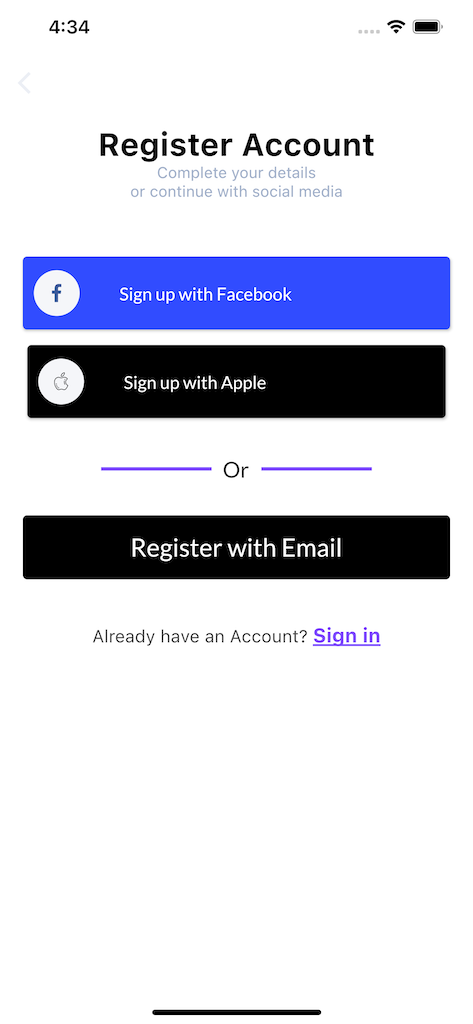 4:34
Register Account
Complete your details
or continue with social media
Sign up with Facebook
Sign up with Apple
Or
Register with Email
Already have an Account? Sign in